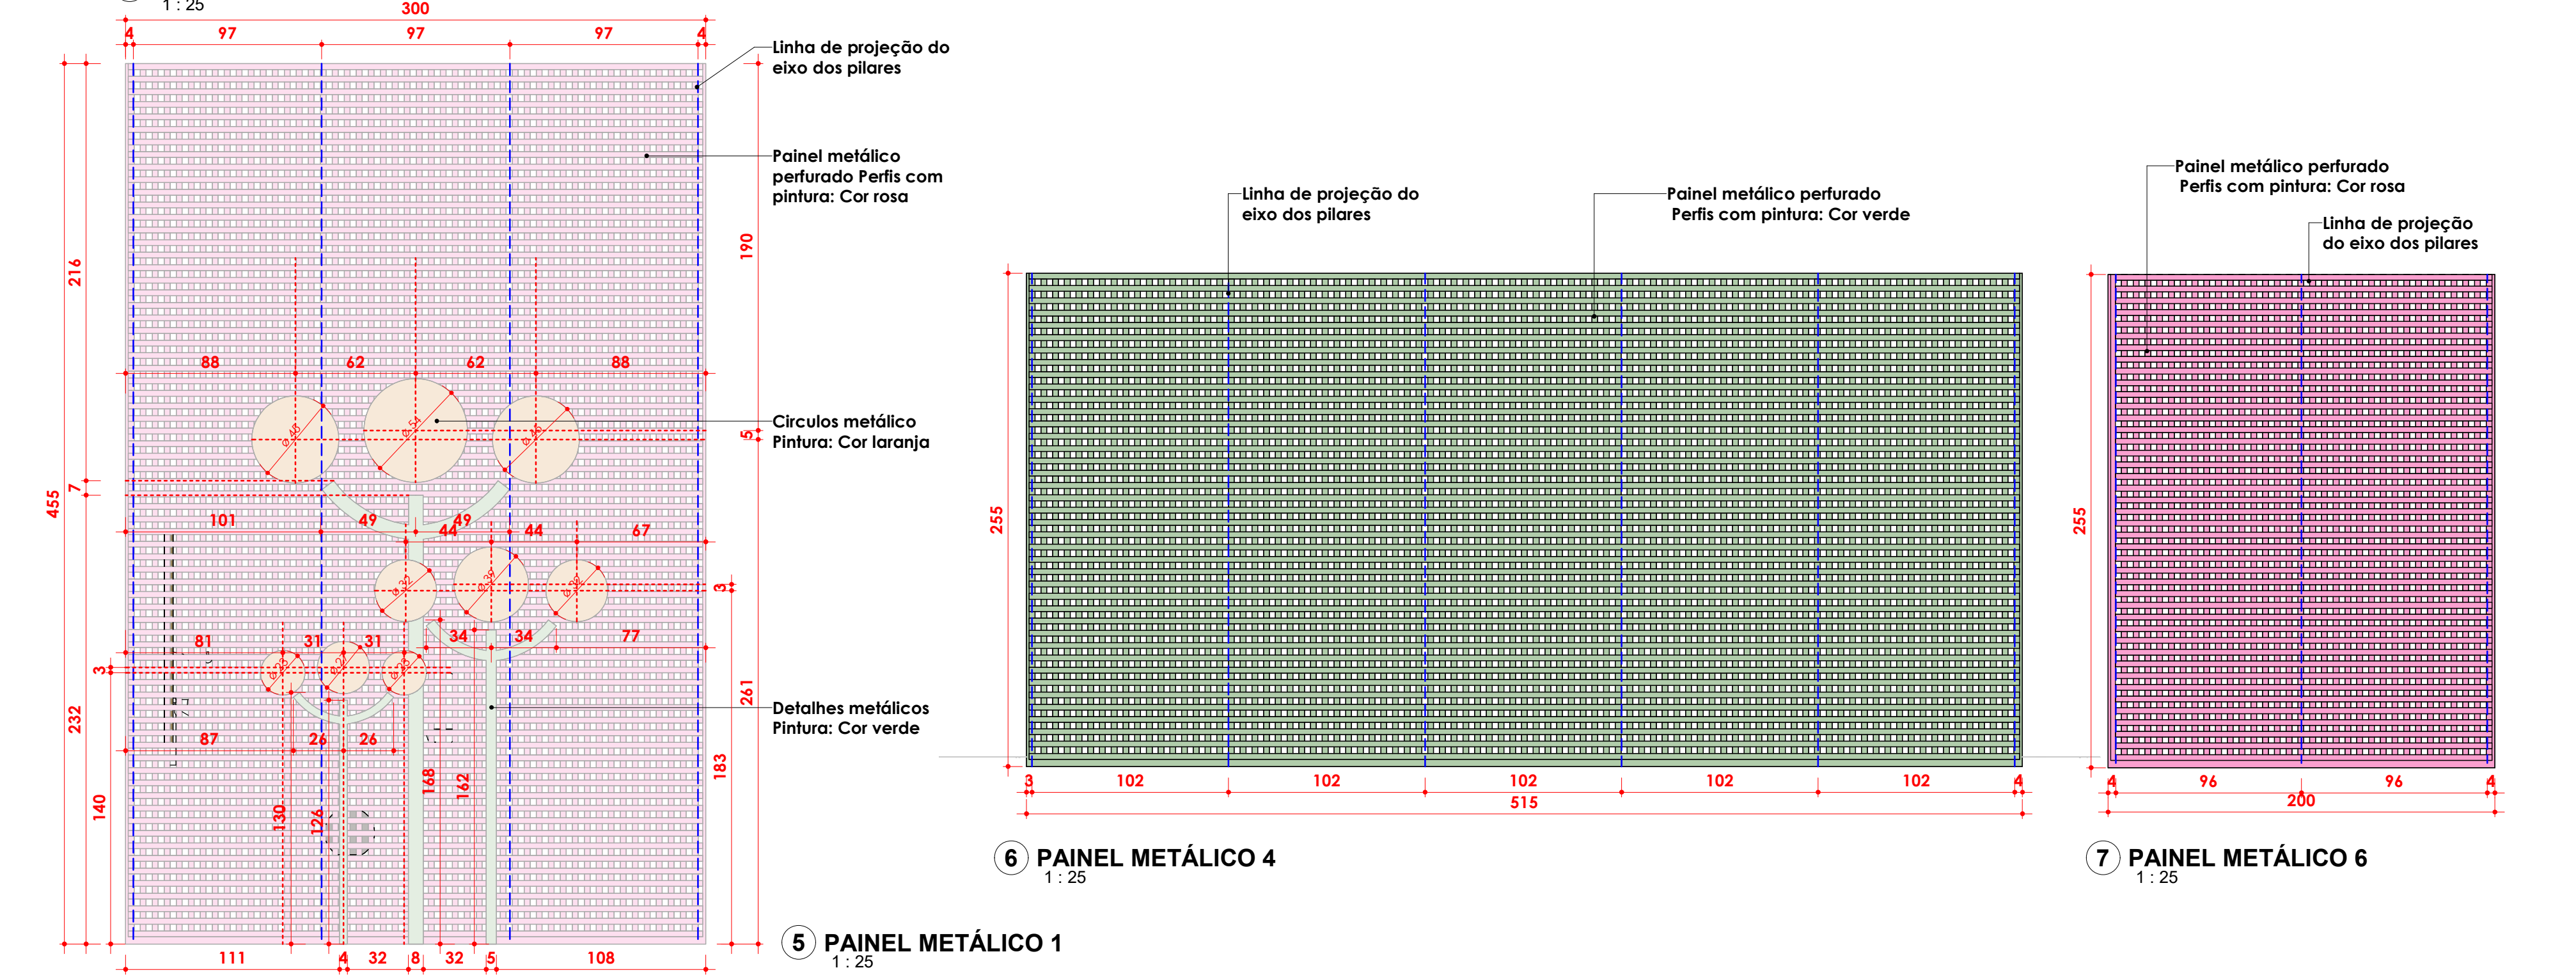 1 : 25
300
4 97 97 97 4
Linha de projeção do
eixo dos pilares
Painel metálico
perfurado Perfis com
pintura: Cor rosa
216
190
88 62 62 88
Circulos metálico
Pintura: Cor laranja
5
7
455
101 49 49
44 44 67
ø 54
3
81 31 31
34 34 77
3
232
261
Detalhes metálicos
Pintura: Cor verde
87 26 26
168
162
183
140
130
126
111 4 32 8 32 5 108
5 PAINEL METÁLICO 1
1 : 25
Linha de projeção do
eixo dos pilares
Painel metálico perfurado
Perfis com pintura: Cor verde
255
3 102 102 102 102 102 4
515
6 PAINEL METÁLICO 4
1 : 25
Painel metálico perfurado
Perfis com pintura: Cor rosa
Linha de projeção
do eixo dos pilares
255
4 96 96 4
200
7 PAINEL METÁLICO 6
1 : 25